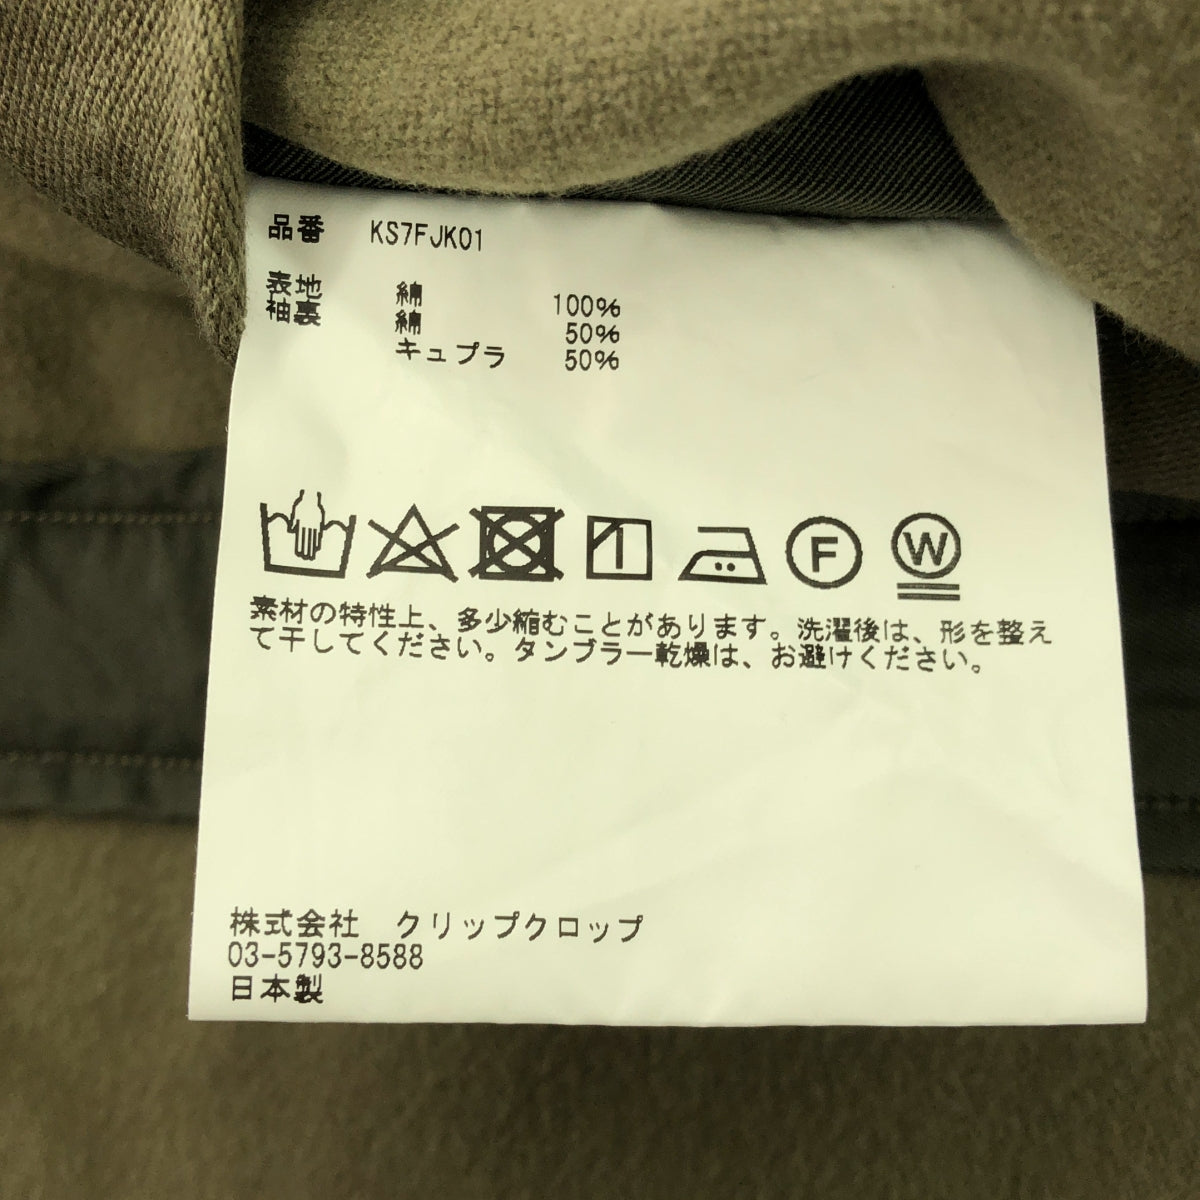 品番 KS7FJK01
表地 綿 100%
袖裏 綿 50%
キュプラ 50%
F W
素材の特性上、多少縮むことがあります。洗濯後は、形を整え
て干してください。タンブラー乾燥は、お避けください。
株式会社 クリップクロップ
03-5793-8588
日本製